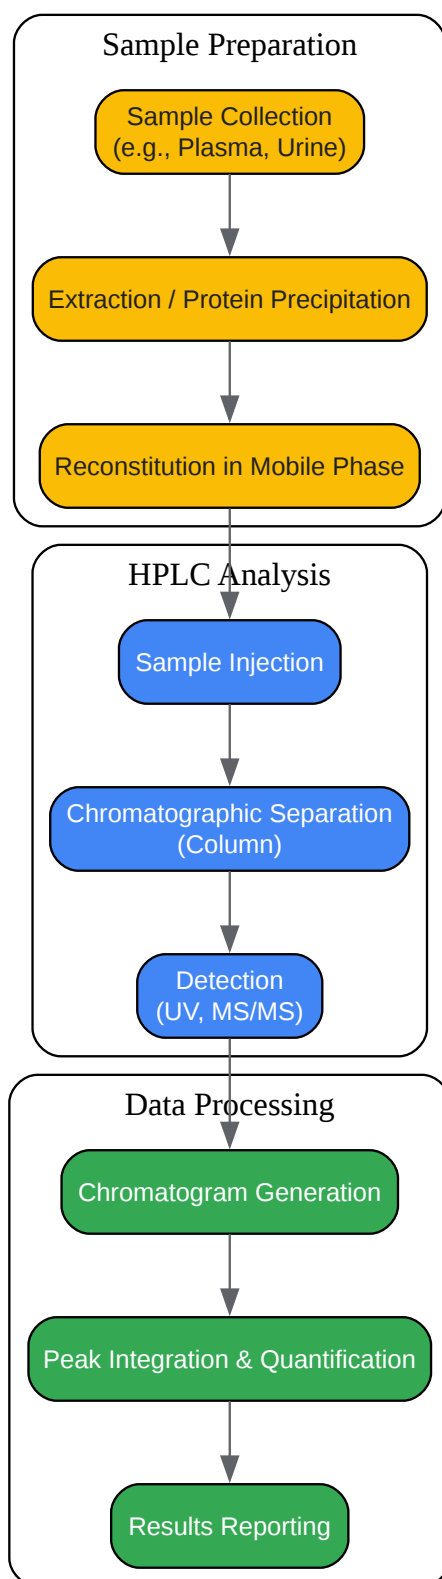 Sample Preparation
Sample Collection
(e.g., Plasma, Urine)
Extraction / Protein Precipitation
Reconstitution in Mobile Phase
HPLC Analysis
Sample Injection
Chromatographic Separation
(Column)
Detection
(UV, MS/MS)
Data Processing
Chromatogram Generation
Peak Integration & Quantification
Results Reporting